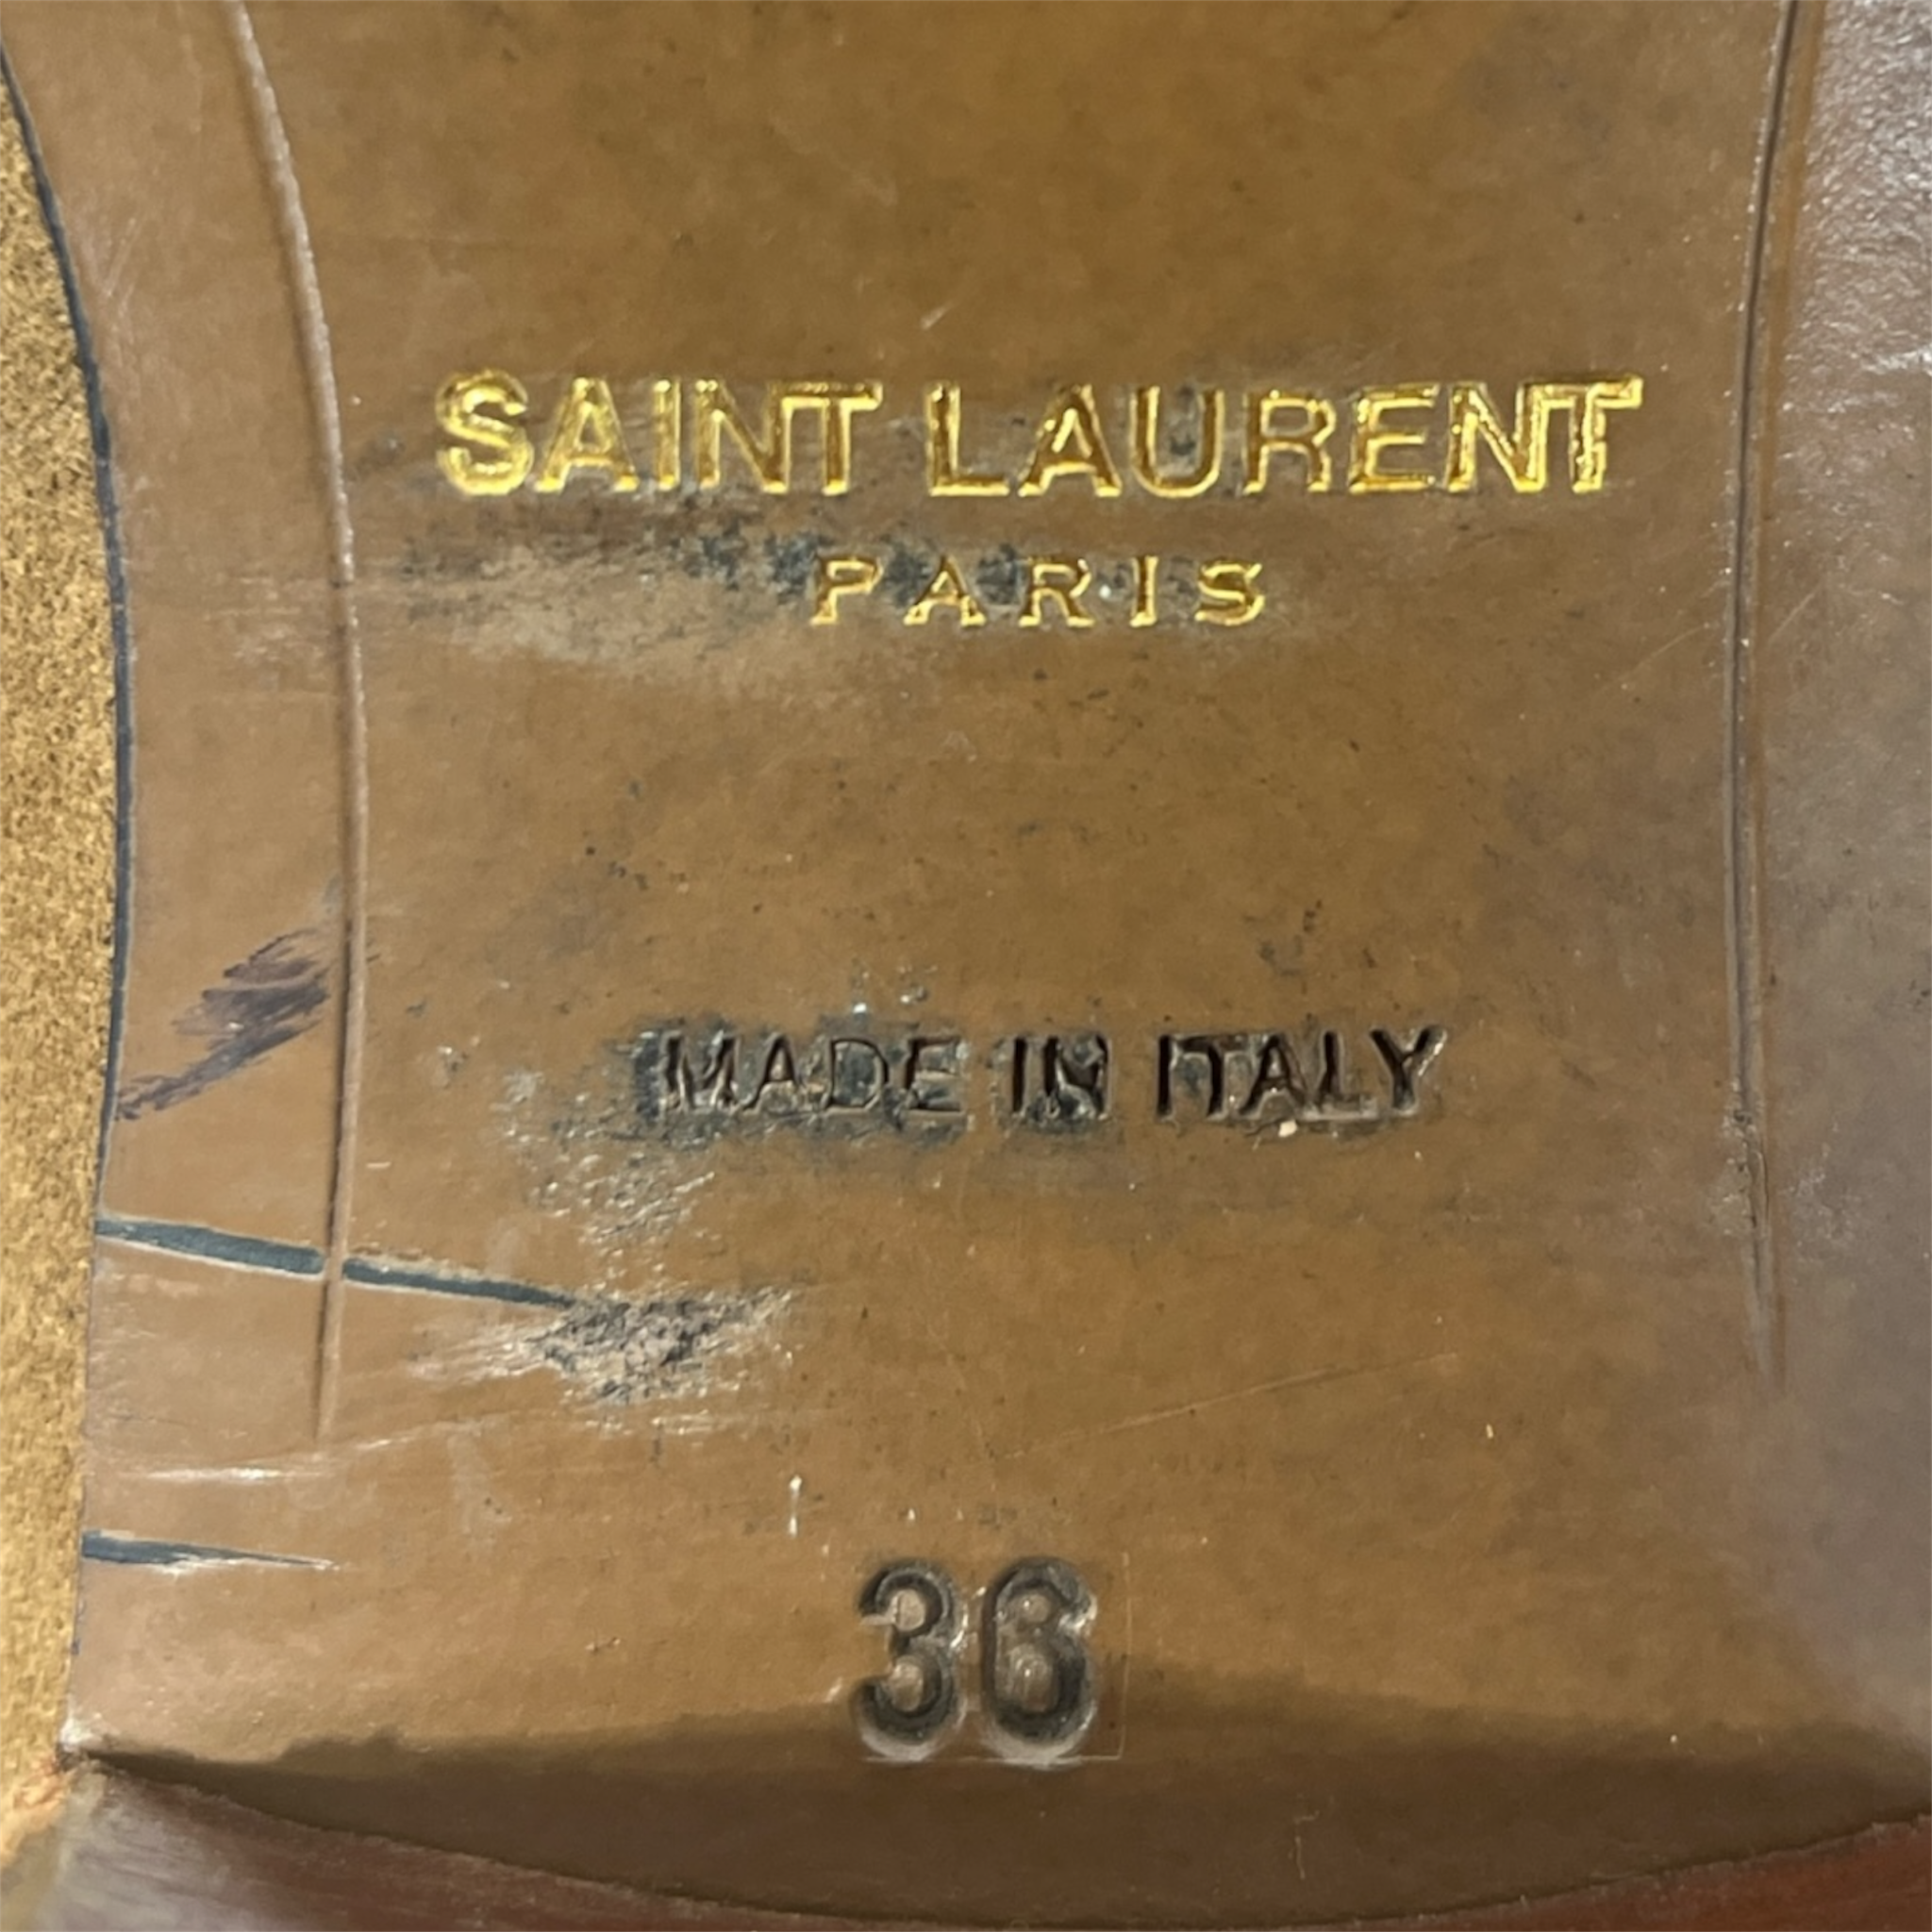 SAINT LAURENT
PARIS
MADE IN ITALY
36